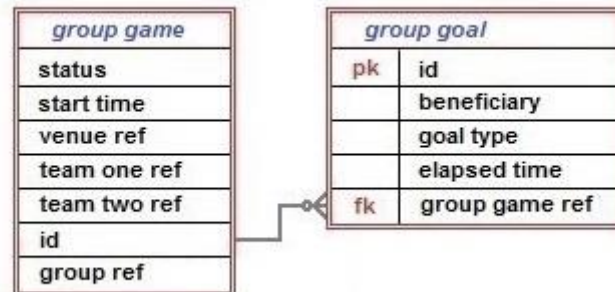 group game
status
start time
venue ref
team one ref
team two ref
id
group ref
group goal
pk id
beneficiary
goal type
elapsed time
fk group game ref